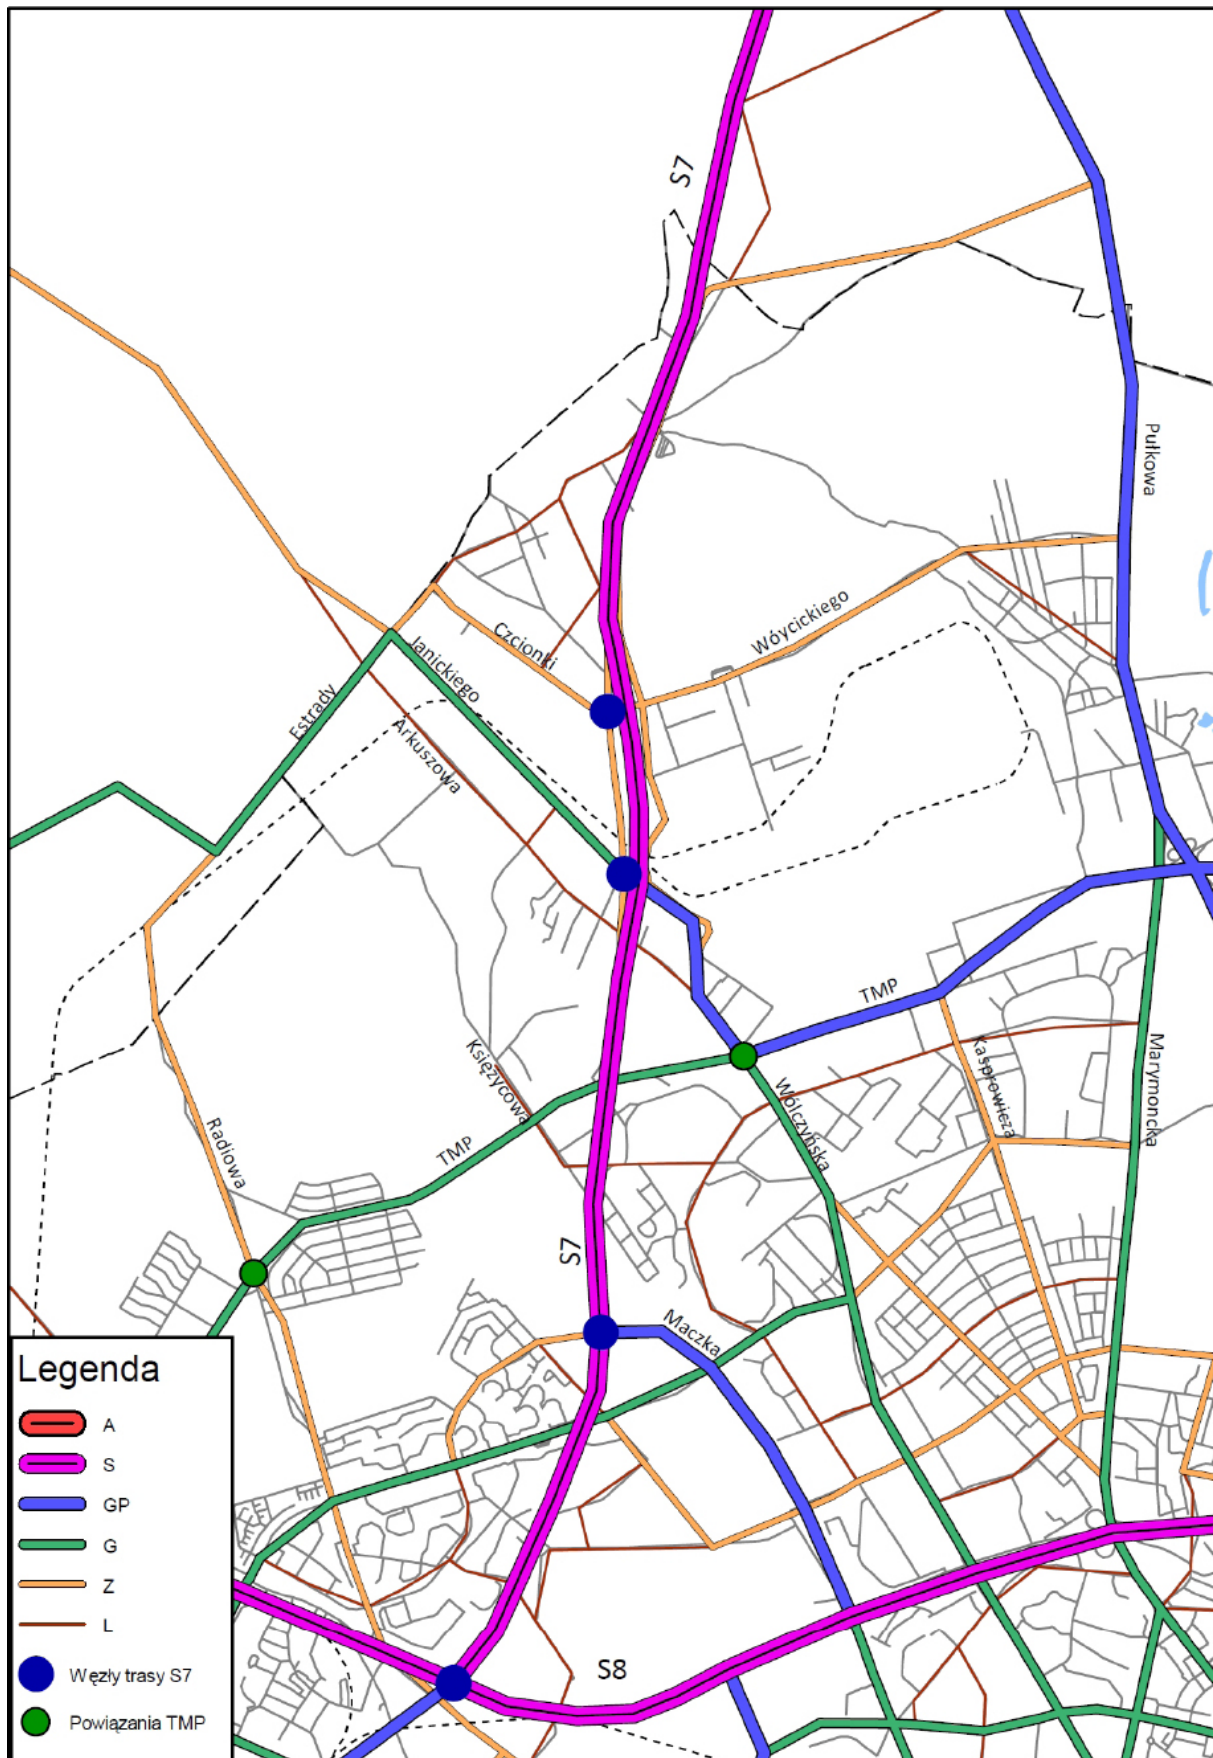 S7
Pułkowa
Wóycickiego
Czcionki
Janickiego
Estrady
Arkuszowa
TMP
Kasprowicza
Marymoncka
Księżycowa
Wólczyńska
Radiowa
TMP
S7
Maczka
Legenda
A
S
GP
G
Z
L
Węzły trasy S7
Powiązania TMP
S8